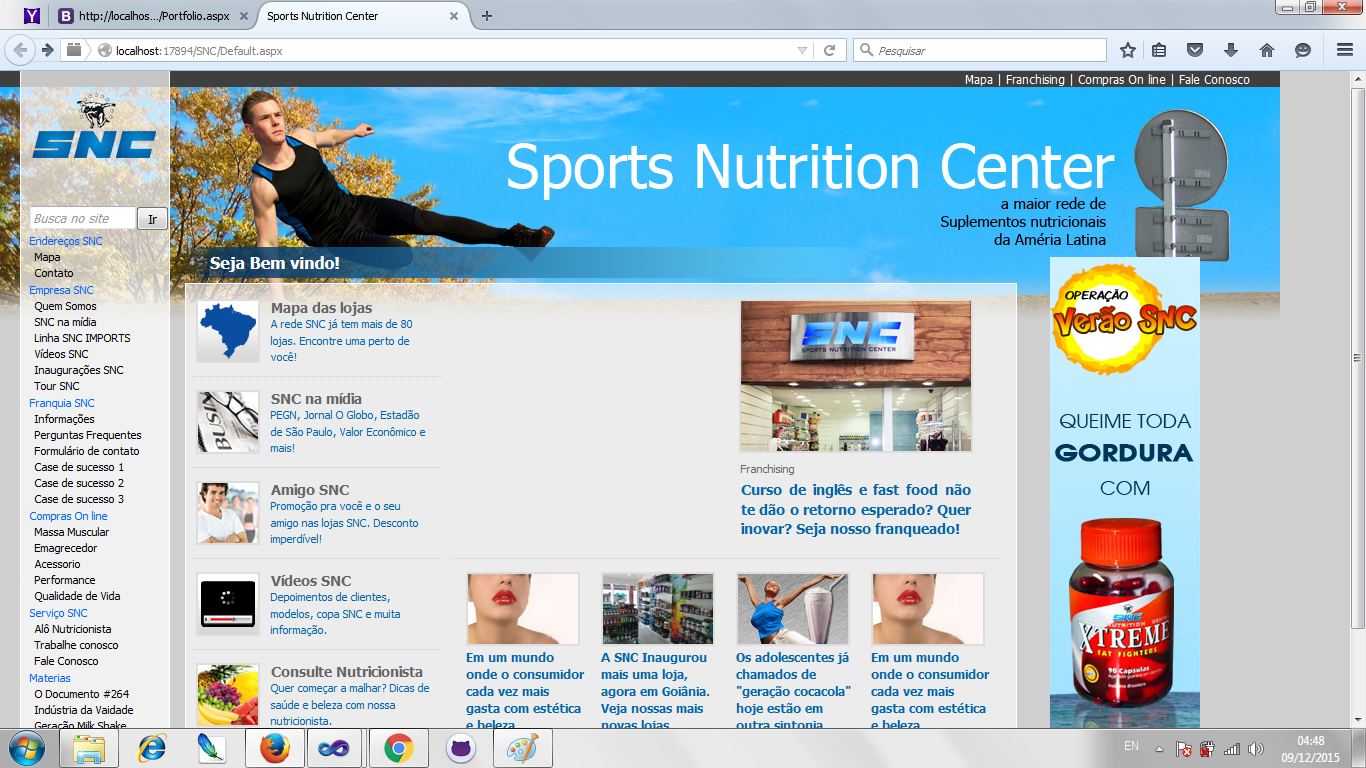 http://localhos.../Portfolio.aspx
Sports Nutrition Center
localhost:17894/SNC/Default.aspx
Pesquisar
Mapa | Franchising | Compras On line | Fale Conosco
SNC
Sports Nutrition Center
a maior rede de
Suplementos nutricionais
da Améria Latina
Busca no site
Ir
Endereços SNC
Mapa
Contato
Empresa SNC
Quem Somos
SNC na mídia
Linha SNC IMPORTS
Vídeos SNC
Inaugurações SNC
Tour SNC
Franquia SNC
Informações
Perguntas Frequentes
Formulário de contato
Case de sucesso 1
Case de sucesso 2
Case de sucesso 3
Compras On line
Massa Muscular
Emagrecedor
Acessorio
Performance
Qualidade de Vida
Serviço SNC
Alô Nutricionista
Trabalhe conosco
Fale Conosco
Materias
O Documento #264
Indústria da Vaidade
Geração Milk Shake
Seja Bem vindo!
Mapa das lojas
A rede SNC já tem mais de 80
lojas. Encontre uma perto de
você!
SNC na mídia
PEGN, Jornal O Globo, Estadão
de São Paulo, Valor Econômico e
mais!
BUSIN
Amigo SNC
Promoção pra você e o seu
amigo nas lojas SNC. Desconto
imperdível!
Vídeos SNC
Depoimentos de clientes,
modelos, copa SNC e muita
informação.
Consulte Nutricionista
Quer começar a malhar? Dicas de
saúde e beleza com nossa
nutricionista.
SNC
SPORTS NUTRITION CENTER
Franchising
Curso de inglês e fast food não
te dão o retorno esperado? Quer
inovar? Seja nosso franqueado!
Em um mundo
onde o consumidor
cada vez mais
gasta com estética
e beleza
A SNC Inaugurou
mais uma loja,
agora em Goiânia.
Veja nossas mais
novas lojas
Os adolescentes já
chamados de
"geração cocacola"
hoje estão em
outra sintonia
Em um mundo
onde o consumidor
cada vez mais
gasta com estética
e beleza
OPERAÇÃO
Verão SNC
QUEIME TODA
GORDURA
COM
SNC
XTREME
FAT FIGHTERS
90 Capsulas
Indústria Brasileira
EN
04:48
09/12/2015